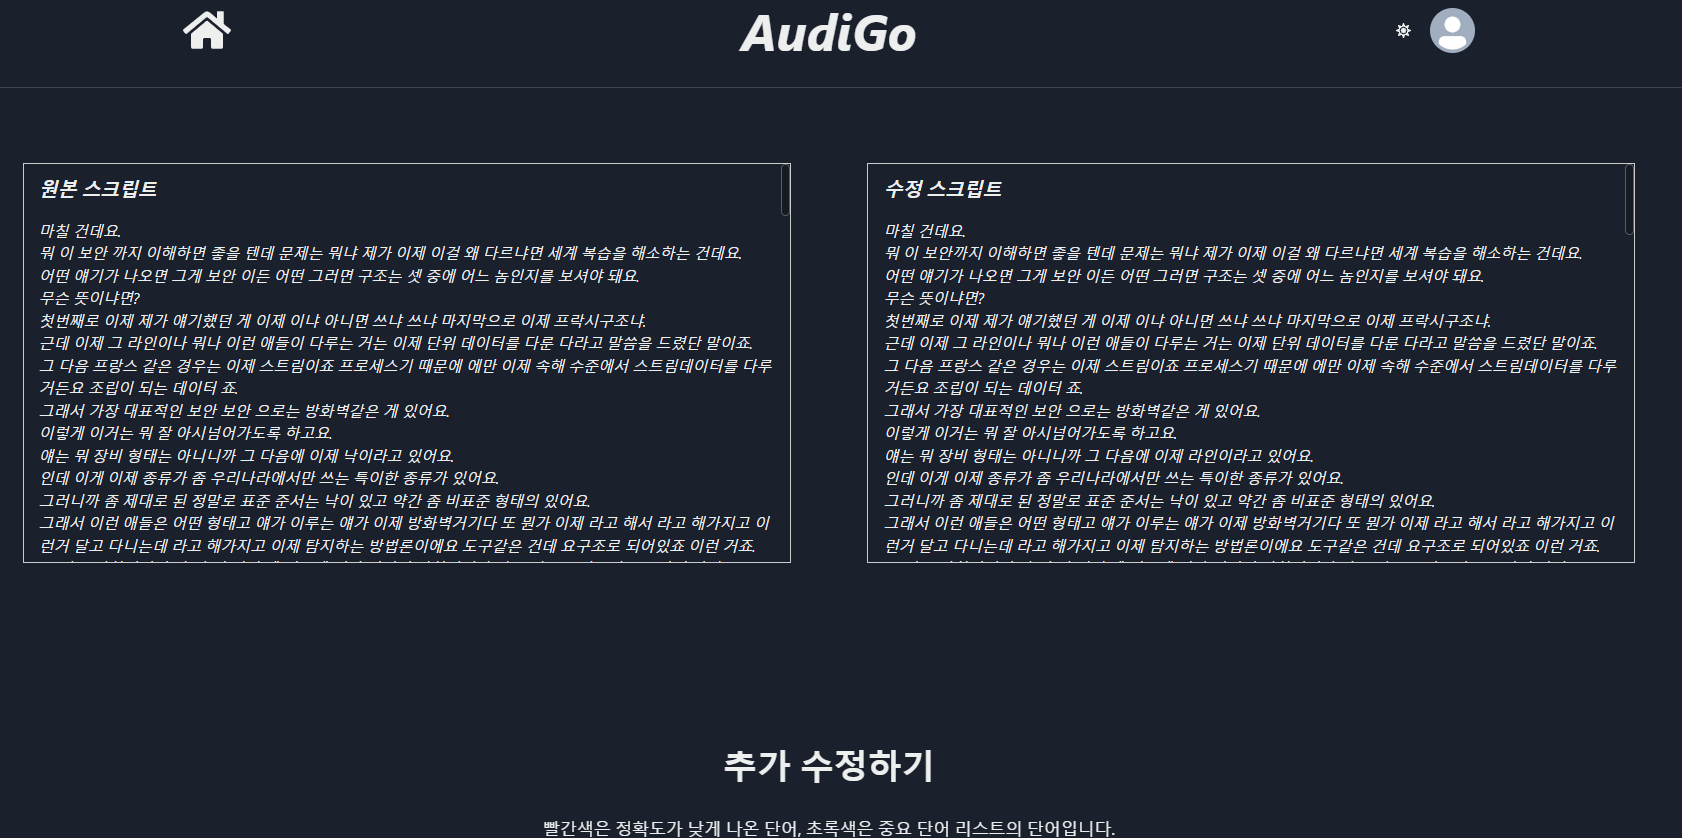 AudiGo
원본 스크립트
마칠 건데요.
뭐 이 보안 까지 이해하면 좋을 텐데 문제는 뭐냐 제가 이제 이걸 왜 다르냐면 세계 복습을 해소하는 건데요.
어떤 얘기가 나오면 그게 보안 이든 어떤 그러면 구조는 셋 중에 어느 놈인지를 보셔야 돼요.
무슨 뜻이냐면?
첫번째로 이제 제가 얘기했던 게 이제 이냐 아니면 쓰냐 쓰냐 마지막으로 이제 프락시구조냐.
근데 이제 그 라인이나 뭐나 이런 애들이 다루는 거는 이제 단위 데이터를 다룬 다라고 말씀을 드렸단 말이죠.
그 다음 프랑스 같은 경우는 이제 스트림이죠 프로세스기 때문에 에만 이제 속해 수준에서 스트림데이터를 다루
거든요 조립이 되는 데이터 죠.
그래서 가장 대표적인 보안 보안 으로는 방화벽같은 게 있어요.
이렇게 이거는 뭐 잘 아시넘어가도록 하고요.
얘는 뭐 장비 형태는 아니니까 그 다음에 이제 낙이라고 있어요.
인데 이게 이제 종류가 좀 우리나라에서만 쓰는 특이한 종류가 있어요.
그러니까 좀 제대로 된 정말로 표준 준서는 낙이 있고 약간 좀 비표준 형태의 있어요.
그래서 이런 애들은 어떤 형태고 얘가 이루는 얘가 이제 방화벽거기다 또 뭔가 이제 라고 해서 라고 해가지고 이
런거 달고 다니는데 라고 해가지고 이제 탐지하는 방법론이에요 도구같은 건데 요구조로 되어있죠 이런 거죠.
수정 스크립트
마칠 건데요.
뭐 이 보안까지 이해하면 좋을 텐데 문제는 뭐냐 제가 이제 이걸 왜 다르냐면 세계 복습을 해소하는 건데요.
어떤 얘기가 나오면 그게 보안 이든 어떤 그러면 구조는 셋 중에 어느 놈인지를 보셔야 돼요.
무슨 뜻이냐면?
첫번째로 이제 제가 얘기했던 게 이제 이냐 아니면 쓰냐 쓰냐 마지막으로 이제 프락시구조냐.
근데 이제 그 라인이나 뭐나 이런 애들이 다루는 거는 이제 단위 데이터를 다룬 다라고 말씀을 드렸단 말이죠.
그 다음 프랑스 같은 경우는 이제 스트림이죠 프로세스기 때문에 에만 이제 속해 수준에서 스트림데이터를 다루
거든요 조립이 되는 데이터 죠.
그래서 가장 대표적인 보안 으로는 방화벽같은 게 있어요.
이렇게 이거는 뭐 잘 아시넘어가도록 하고요.
얘는 뭐 장비 형태는 아니니까 그 다음에 이제 라인이라고 있어요.
인데 이게 이제 종류가 좀 우리나라에서만 쓰는 특이한 종류가 있어요.
그러니까 좀 제대로 된 정말로 표준 준서는 낙이 있고 약간 좀 비표준 형태의 있어요.
그래서 이런 애들은 어떤 형태고 얘가 이루는 얘가 이제 방화벽거기다 또 뭔가 이제 라고 해서 라고 해가지고 이
런거 달고 다니는데 라고 해가지고 이제 탐지하는 방법론이에요 도구같은 건데 요구조로 되어있죠 이런 거죠.
추가 수정하기
빨간색은 정확도가 낮게 나온 단어, 초록색은 중요 단어 리스트의 단어입니다.